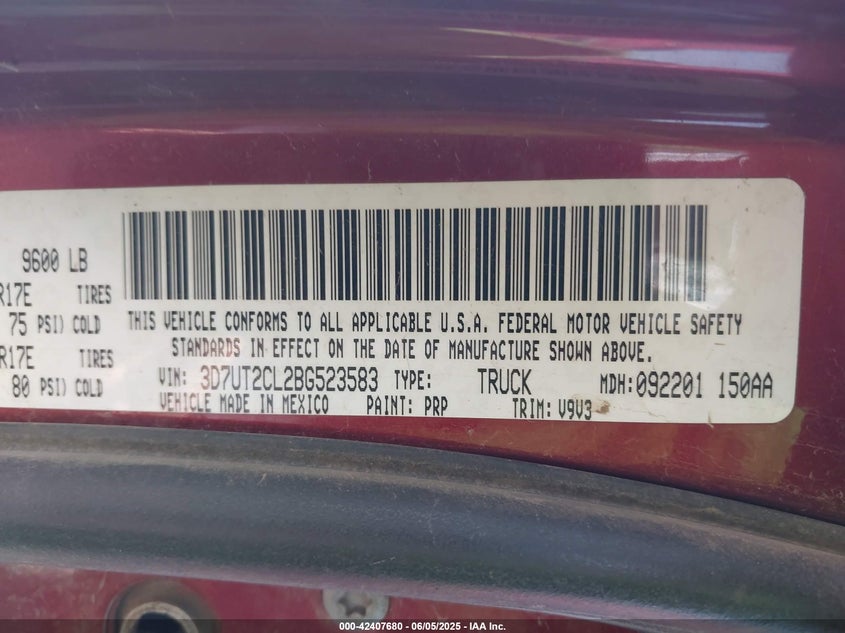 9600 LB
R17E TIRES
75 PSI) COLD
R17E TIRES
80 PSI) COLD
THIS VEHICLE CONFORMS TO ALL APPLICABLE U.S.A. FEDERAL MOTOR VEHICLE SAFETY
STANDARDS IN EFFECT ON THE DATE OF MANUFACTURE SHOWN ABOVE.
VIN: 3D7UT2CL2BG523583 TYPE: TRUCK MDH:092201 150AA
VEHICLE MADE IN MEXICO PAINT: PRP TRIM: V9V3
000-42407680 - 06/05/2025 - IAA Inc.